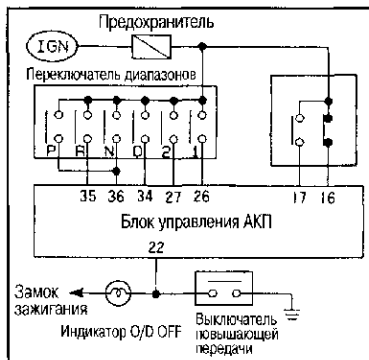 Предохранитель
IGN
Переключатель диапазонов
P R N D 2 1
35 36 34 27 26 17 16
Блок управления АКП
22
Замок
зажигания
Индикатор O/D OFF
Выключатель
повышающей
передачи